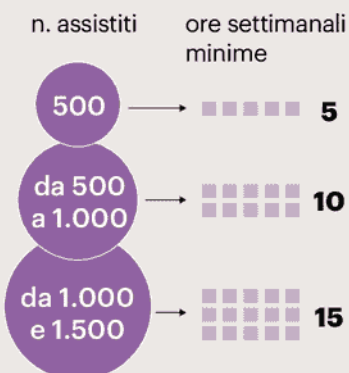 n. assistiti
ore settimanali
minime
500
5
da 500
a 1.000
10
da 1.000
e 1.500
15